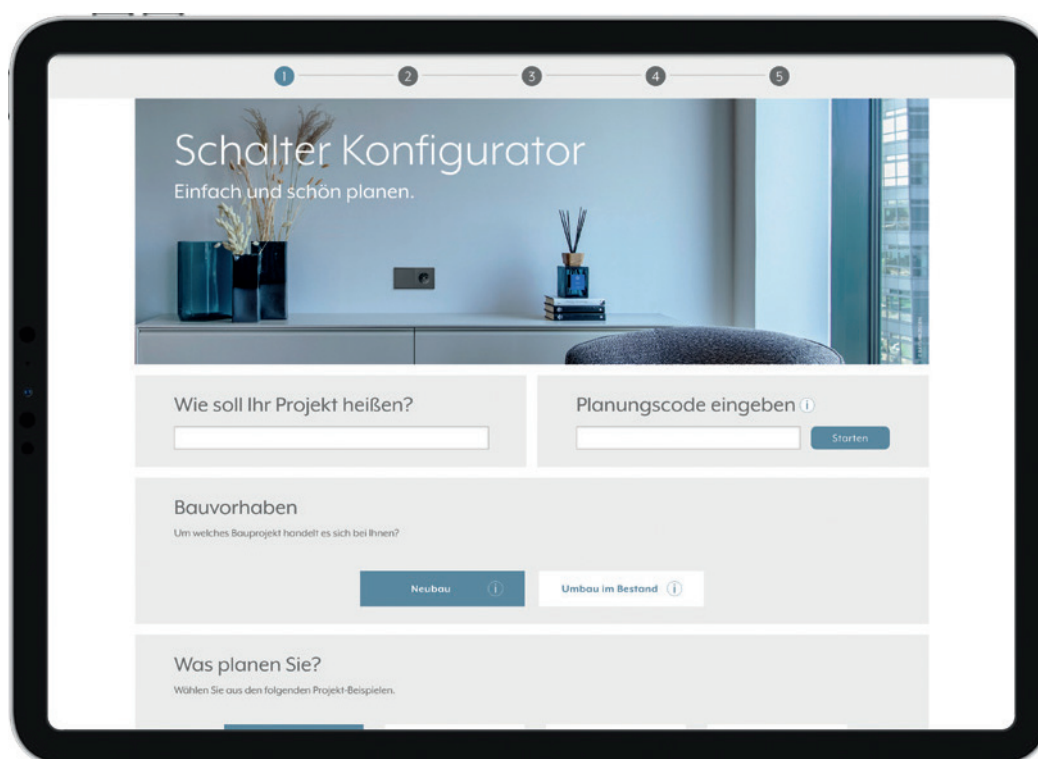 1 2 3 4 5
Schalter Konfigurator
Einfach und schön planen.
Wie soll Ihr Projekt heißen?
Planungscode eingeben i
Starten
Bauvorhaben
Um welches Bauprojekt handelt es sich bei Ihnen?
Neubau i
Umbau im Bestand i
Was planen Sie?
Wählen Sie aus den folgenden Projekt-Beispielen.